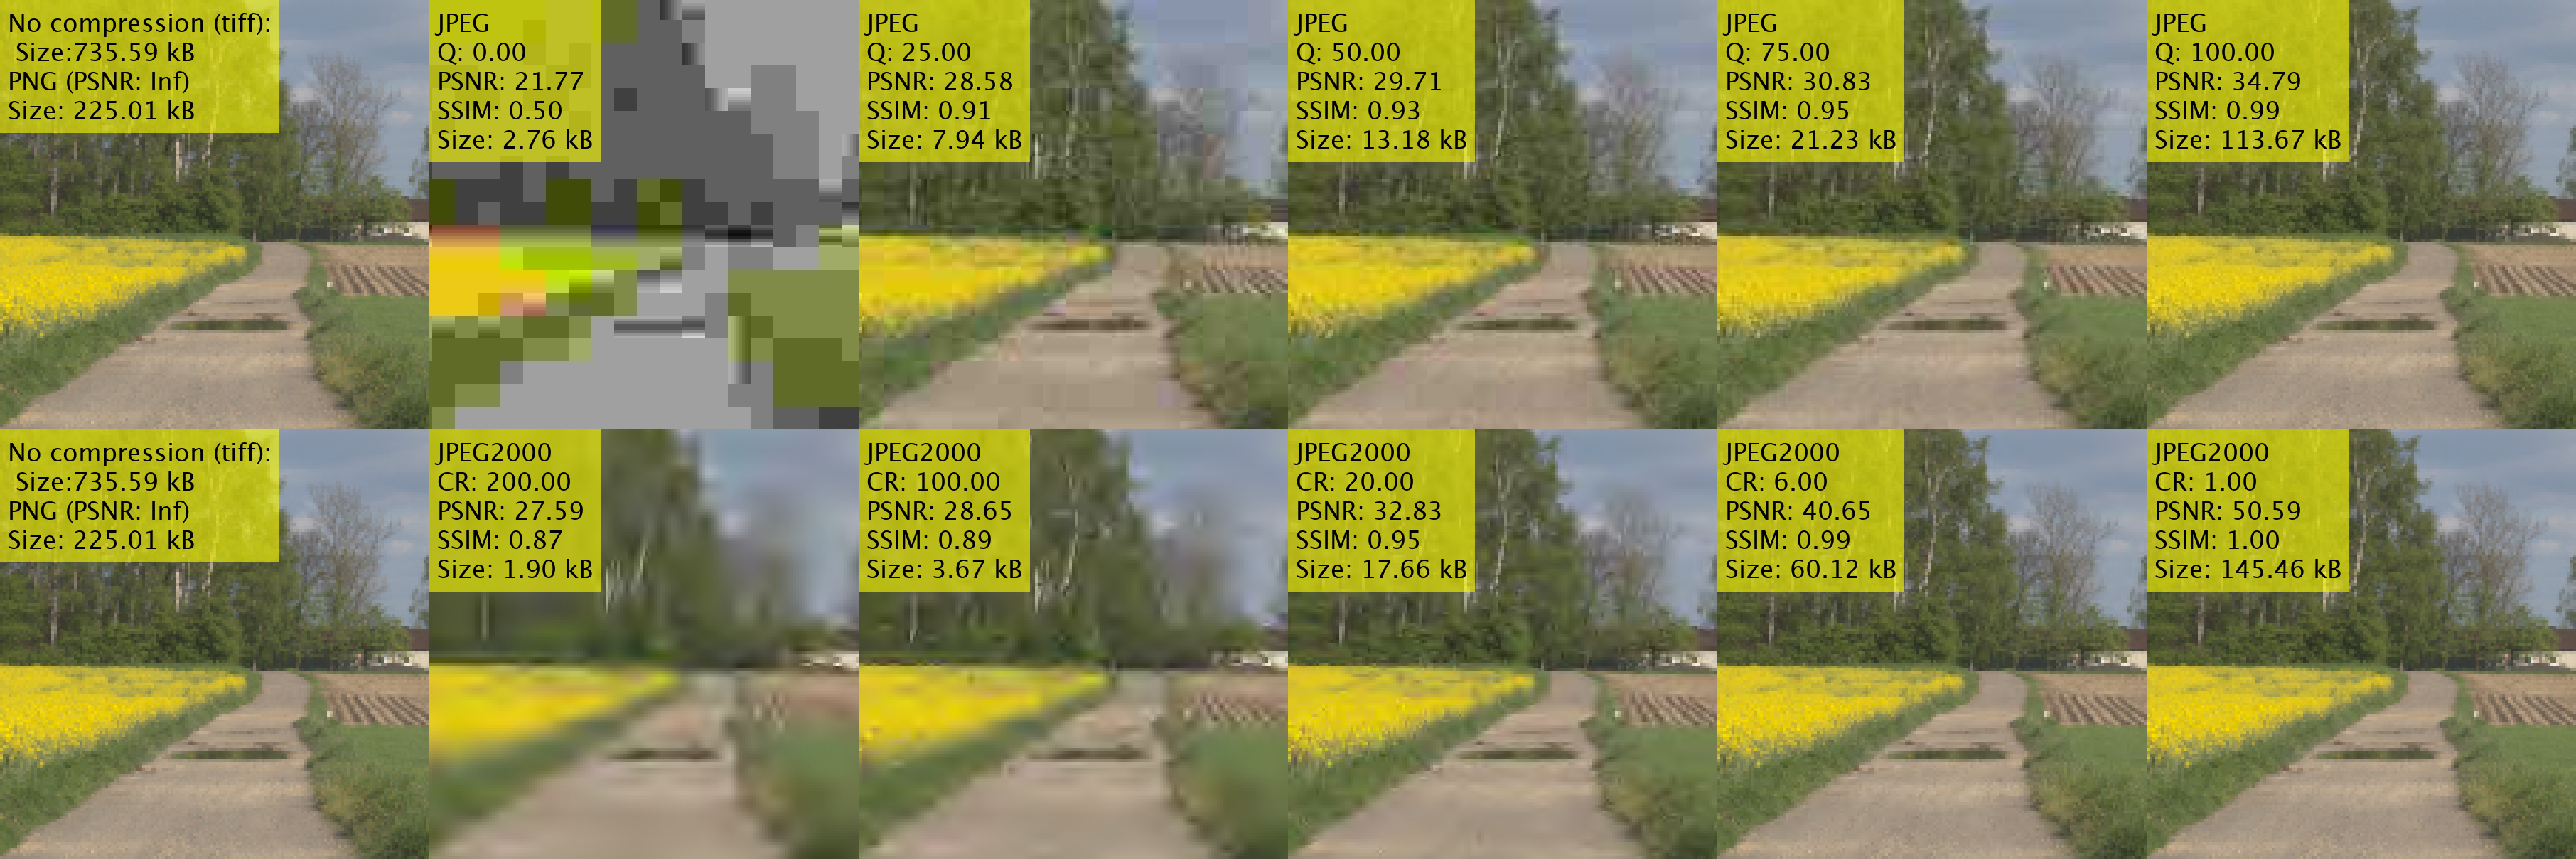 No compression (tiff):
Size:735.59 kB
PNG (PSNR: Inf)
Size: 225.01 kB
JPEG
Q: 0.00
PSNR: 21.77
SSIM: 0.50
Size: 2.76 kB
JPEG
Q: 25.00
PSNR: 28.58
SSIM: 0.91
Size: 7.94 kB
JPEG
Q: 50.00
PSNR: 29.71
SSIM: 0.93
Size: 13.18 kB
JPEG
Q: 75.00
PSNR: 30.83
SSIM: 0.95
Size: 21.23 kB
JPEG
Q: 100.00
PSNR: 34.79
SSIM: 0.99
Size: 113.67 kB
No compression (tiff):
Size:735.59 kB
PNG (PSNR: Inf)
Size: 225.01 kB
JPEG2000
CR: 200.00
PSNR: 27.59
SSIM: 0.87
Size: 1.90 kB
JPEG2000
CR: 100.00
PSNR: 28.65
SSIM: 0.89
Size: 3.67 kB
JPEG2000
CR: 20.00
PSNR: 32.83
SSIM: 0.95
Size: 17.66 kB
JPEG2000
CR: 6.00
PSNR: 40.65
SSIM: 0.99
Size: 60.12 kB
JPEG2000
CR: 1.00
PSNR: 50.59
SSIM: 1.00
Size: 145.46 kB